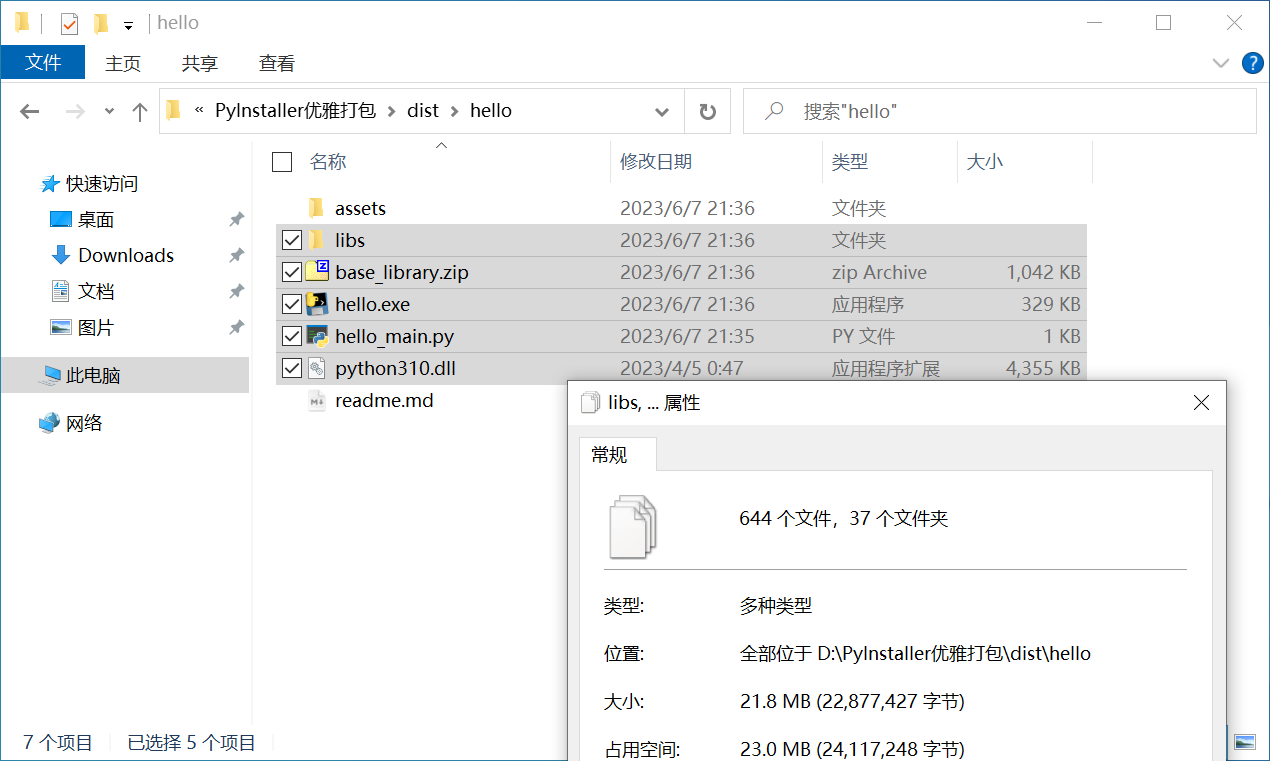 hello
文件 主页 共享 查看
« PyInstaller优雅打包 > dist > hello 搜索"hello"
名称 修改日期 类型 大小
快速访问
桌面
Downloads
文档
图片
此电脑
网络
assets 2023/6/7 21:36 文件夹
libs 2023/6/7 21:36 文件夹
base_library.zip 2023/6/7 21:36 zip Archive 1,042 KB
hello.exe 2023/6/7 21:36 应用程序 329 KB
hello_main.py 2023/6/7 21:35 PY 文件 1 KB
python310.dll 2023/4/5 0:47 应用程序扩展 4,355 KB
readme.md
libs, ... 属性
常规
644 个文件，37 个文件夹
类型: 多种类型
位置: 全部位于 D:\PyInstaller优雅打包\dist\hello
大小: 21.8 MB (22,877,427 字节)
占用空间: 23.0 MB (24,117,248 字节)
7 个项目 已选择 5 个项目